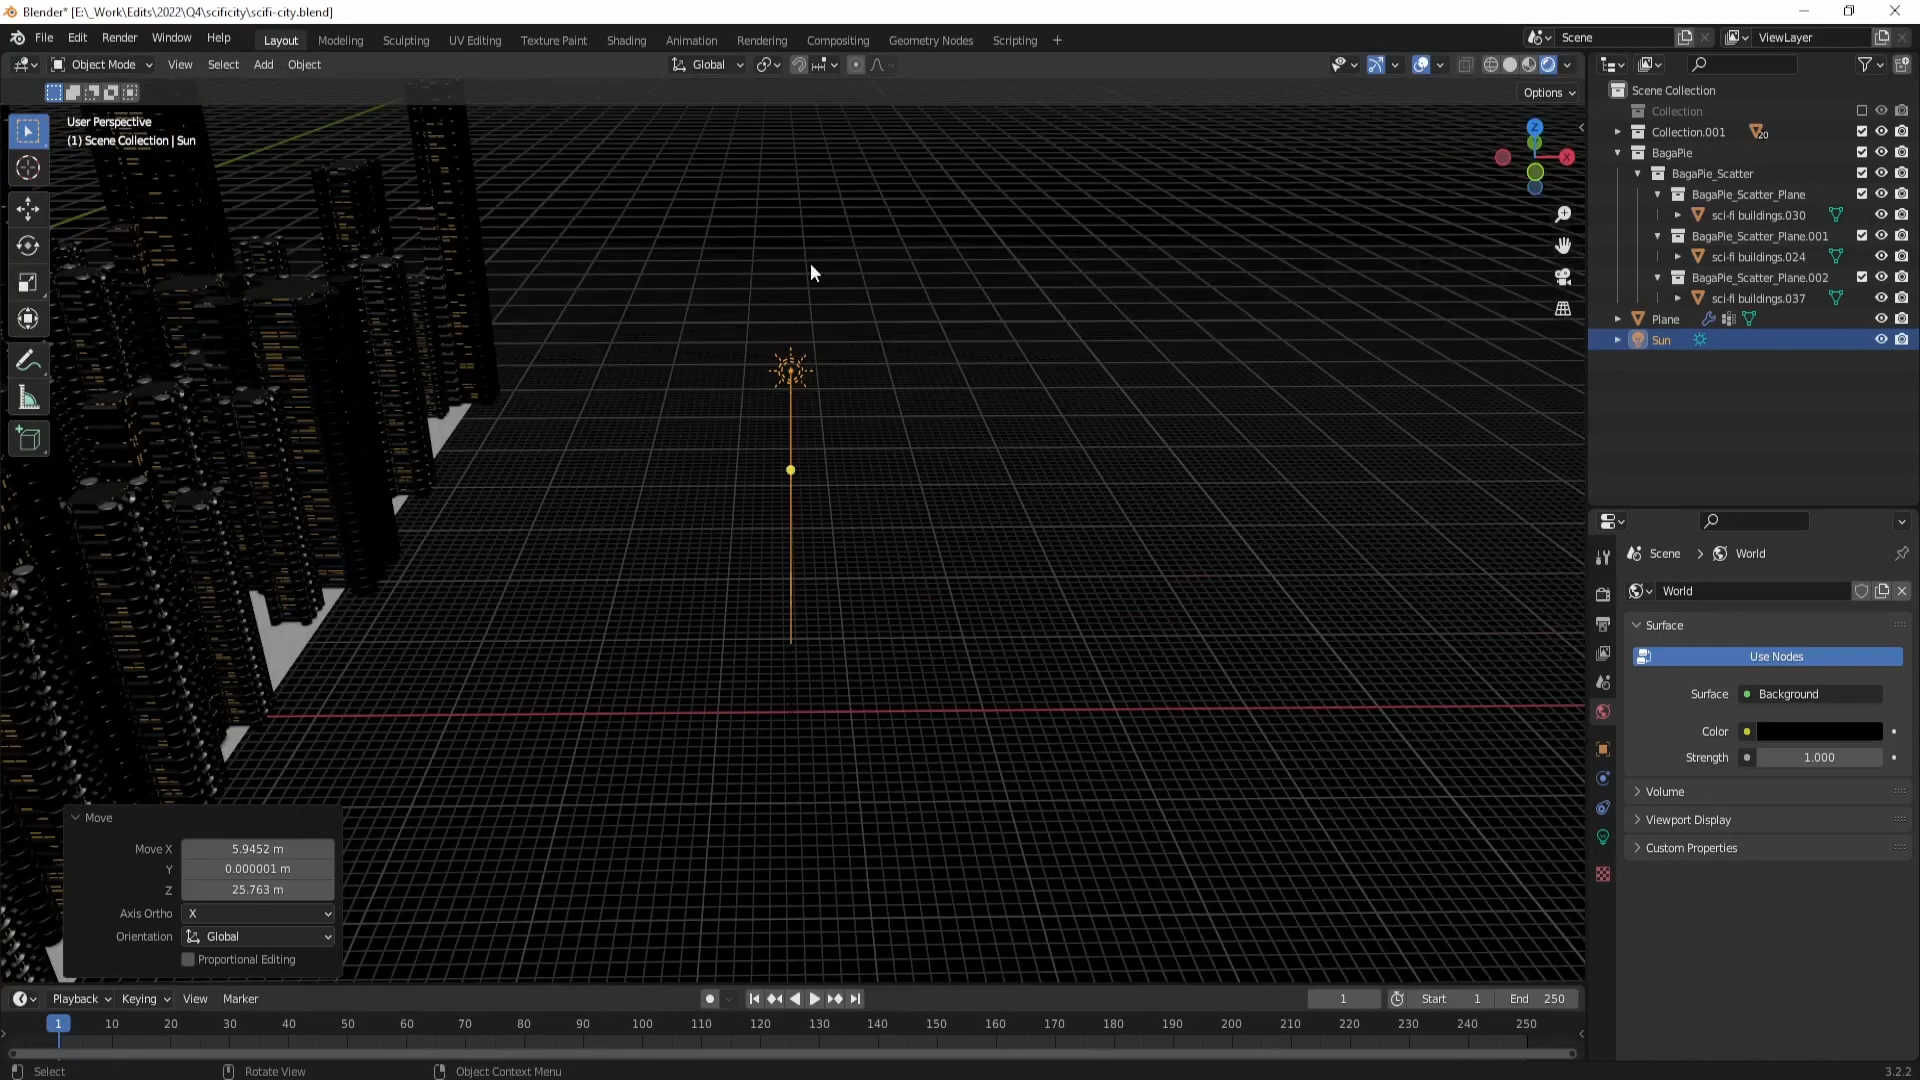 Blender* [E:\_Work\Edits\2022\Q4\scificity\scifi-city.blend]
File Edit Render Window Help Layout Modeling Sculpting UV Editing Texture Paint Shading Animation Rendering Compositing Geometry Nodes Scripting + Scene ViewLayer
Object Mode View Select Add Object Global
Options
User Perspective
(1) Scene Collection | Sun
Z
X
Scene Collection
Collection
Collection.001 20
BagaPie
BagaPie_Scatter
BagaPie_Scatter_Plane
sci-fi buildings.030
BagaPie_Scatter_Plane.001
sci-fi buildings.024
BagaPie_Scatter_Plane.002
sci-fi buildings.037
Plane
Sun
Scene > World
World
Surface
Use Nodes
Surface Background
Color
Strength 1.000
Volume
Viewport Display
Custom Properties
Move
Move X 5.9452 m
Y 0.000001 m
Z 25.763 m
Axis Ortho X
Orientation Global
Proportional Editing
Playback Keying View Marker 1 Start 1 End 250
1 10 20 30 40 50 60 70 80 90 100 110 120 130 140 150 160 170 180 190 200 210 220 230 240 250
Select Rotate View Object Context Menu 3.2.2